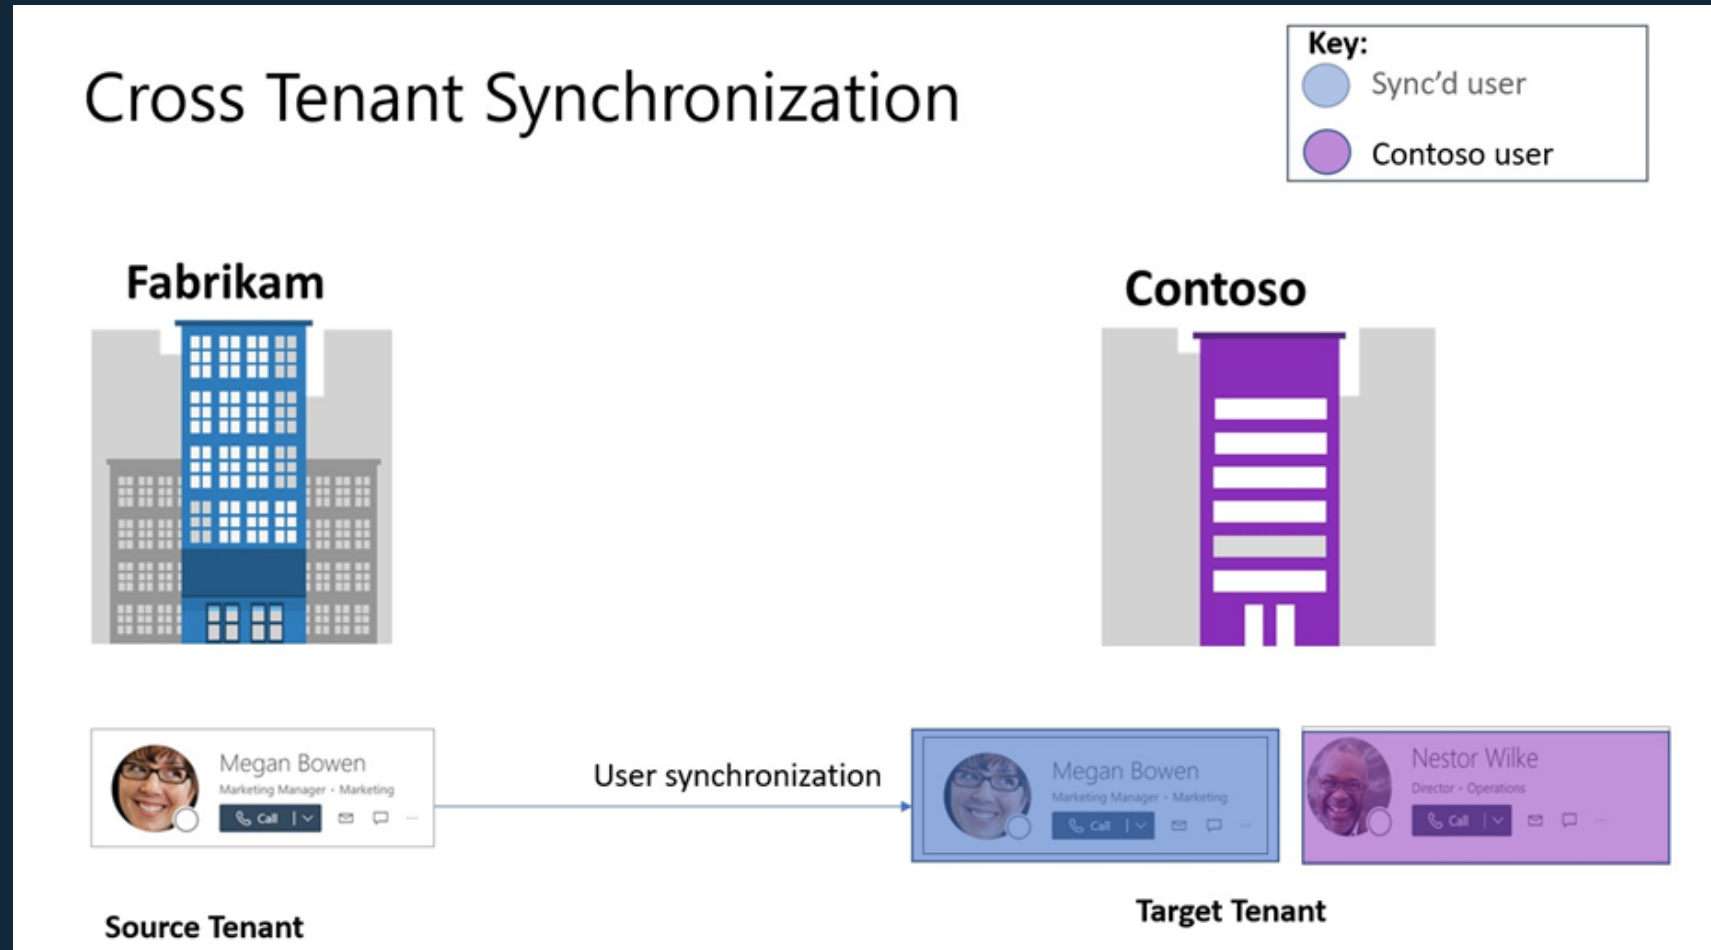 Cross Tenant Synchronization
Key:
Sync’d user
Contoso user
Fabrikam
Contoso
Megan Bowen
Marketing Manager • Marketing
Call
User synchronization
Megan Bowen
Marketing Manager • Marketing
Call
Nestor Wilke
Director • Operations
Call
Source Tenant
Target Tenant